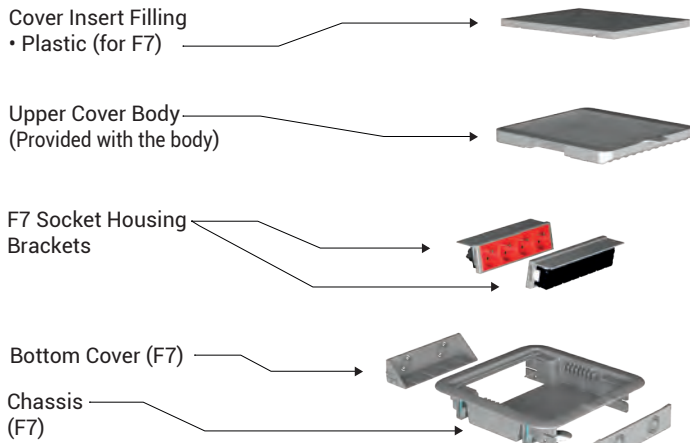 Cover Insert Filling
• Plastic (for F7)
Upper Cover Body
(Provided with the body)
F7 Socket Housing
Brackets
Bottom Cover (F7)
Chassis
(F7)